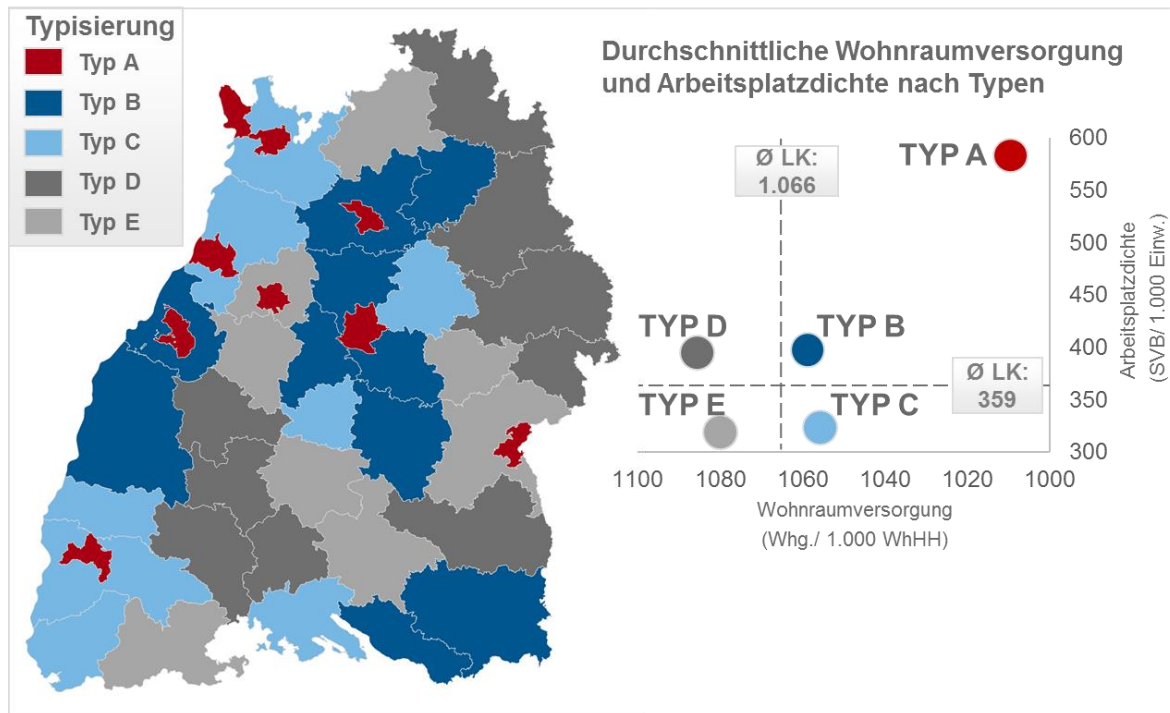 Typisierung
Typ A
Typ B
Typ C
Typ D
Typ E
Durchschnittliche Wohnraumversorgung
und Arbeitsplatzdichte nach Typen
Ø LK:
1.066
TYP A
TYP D
TYP B
Ø LK:
359
TYP E
TYP C
600
550
500
450
400
350
300
Arbeitsplatzdichte
(SVB/ 1.000 Einw.)
1100
1080
1060
1040
1020
1000
Wohnraumversorgung
(Whg./ 1.000 WhHH)